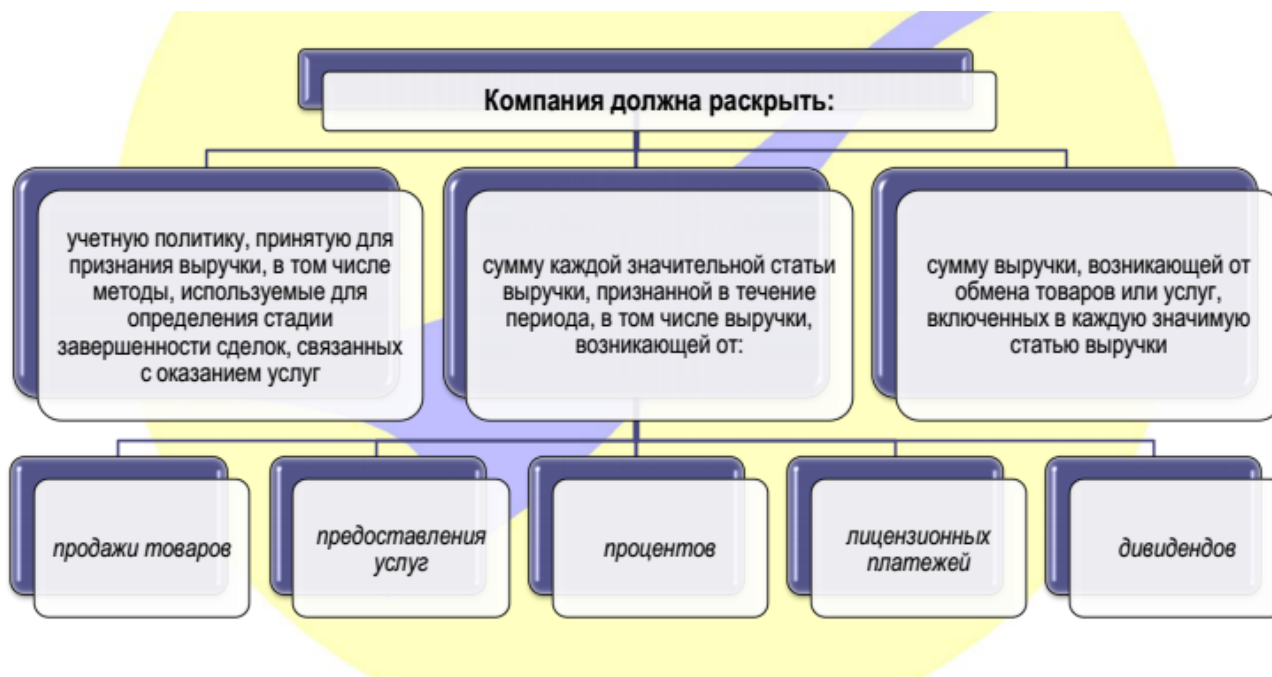 Компания должна раскрыть:
учетную политику, принятую для
признания выручки, в том числе
методы, используемые для
определения стадии
завершенности сделок, связанных
с оказанием услуг
сумму каждой значительной статьи
выручки, признанной в течение
периода, в том числе выручки,
возникающей от:
сумму выручки, возникающей от
обмена товаров или услуг,
включенных в каждую значимую
статью выручки
продажи товаров
предоставления
услуг
процентов
лицензионных
платежей
дивидендов